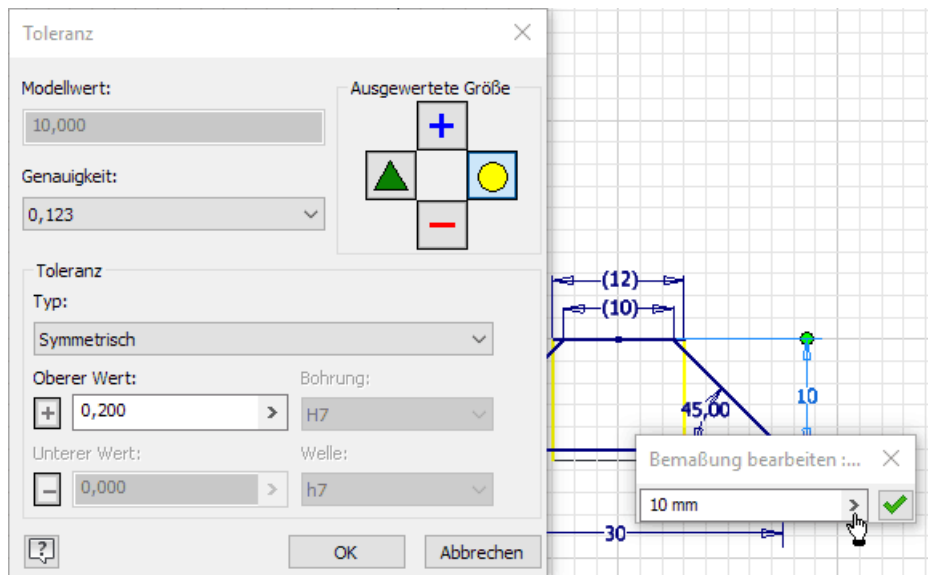 Toleranz
Modellwert:
10,000
Ausgewertete Größe
Genauigkeit:
0,123
Toleranz
Typ:
Symmetrisch
Oberer Wert:
Bohrung:
0,200
H7
Unterer Wert:
Welle:
0,000
h7
OK
Abbrechen
(12)
(10)
45,00
10
Bemaßung bearbeiten :...
10 mm
30